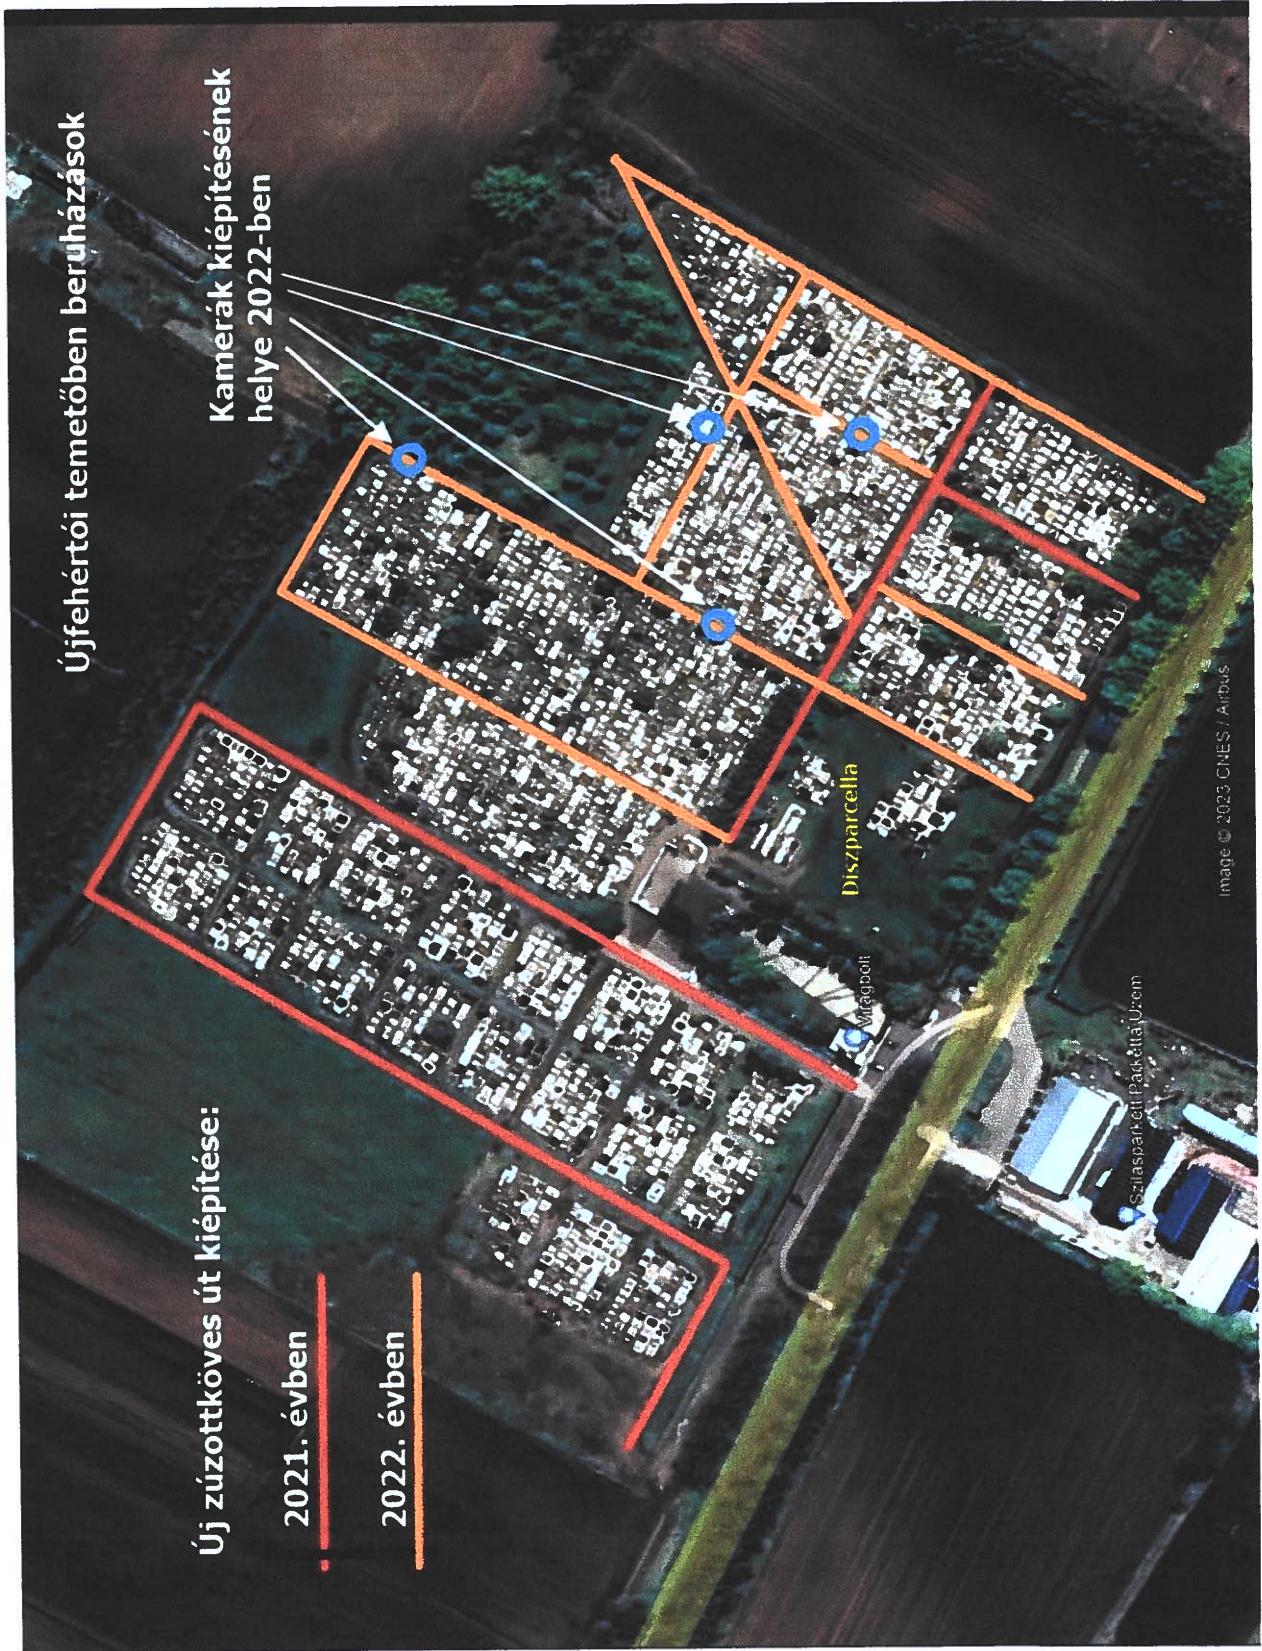 Újfehértói temetőben beruházások
Kamerák kiépítésének
helye 2022-ben
Új zúzottköves út kiépítése:
2021. évben
2022. évben
Díszparcella
Virágbolt
Szilasparkett Parketta Üzem
Image © 2023 CNES / Airbus